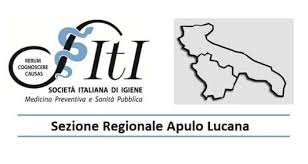 RERUM
COGNOSCERE
CAUSAS
SItI
SOCIETÀ ITALIANA DI IGIENE
Medicina Preventiva e Sanità Pubblica
Sezione Regionale Apulo Lucana